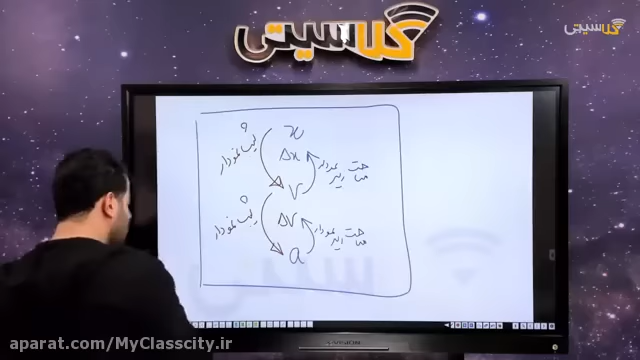 کلاسیتی
کلاسیتی
x
شیب نمودار
Δx
مساحت زیر نمودار
v
شیب نمودار
Δv
مساحت زیر نمودار
a
aparat.com/MyClasscity.ir